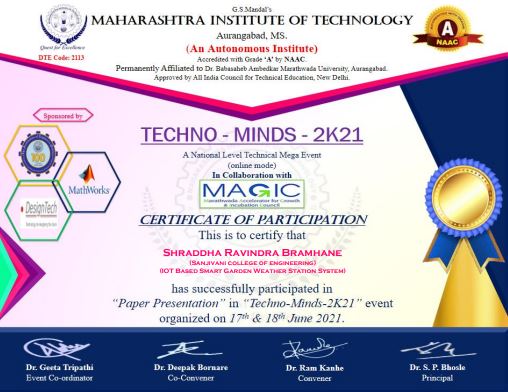 G.S.Mandal's
MAHARASHTRA INSTITUTE OF TECHNOLOGY
Aurangabad, MS.
(An Autonomous Institute)
Accredited with Grade 'A' by NAAC.
Permanently Affiliated to Dr. Babasaheb Ambedkar Marathwada University, Aurangabad.
Approved by All India Council for Technical Education, New Delhi.
Quest for Excellence
DTE Code: 2113
A
NAAC
Sponsored by
100
MathWorks
DesignTech
TECHNO - MINDS - 2K21
A National Level Technical Mega Event
(online mode)
In Collaboration with
MAGIC
Marathwada Accelerator for Growth
& Incubation Council
CERTIFICATE OF PARTICIPATION
This is to certify that
SHRADDHA RAVINDRA BRAMHANE
(SANJIVANI COLLEGE OF ENGINEERING)
(IOT BASED SMART GARDEN WEATHER STATION SYSTEM)
has successfully participated in
"Paper Presentation" in "Techno-Minds-2K21" event
organized on 17th & 18th June 2021.
Dr. Geeta Tripathi
Event Co-ordinator
Dr. Deepak Bornare
Co-Convener
Dr. Ram Kanhe
Convener
Dr. S. P. Bhosle
Principal